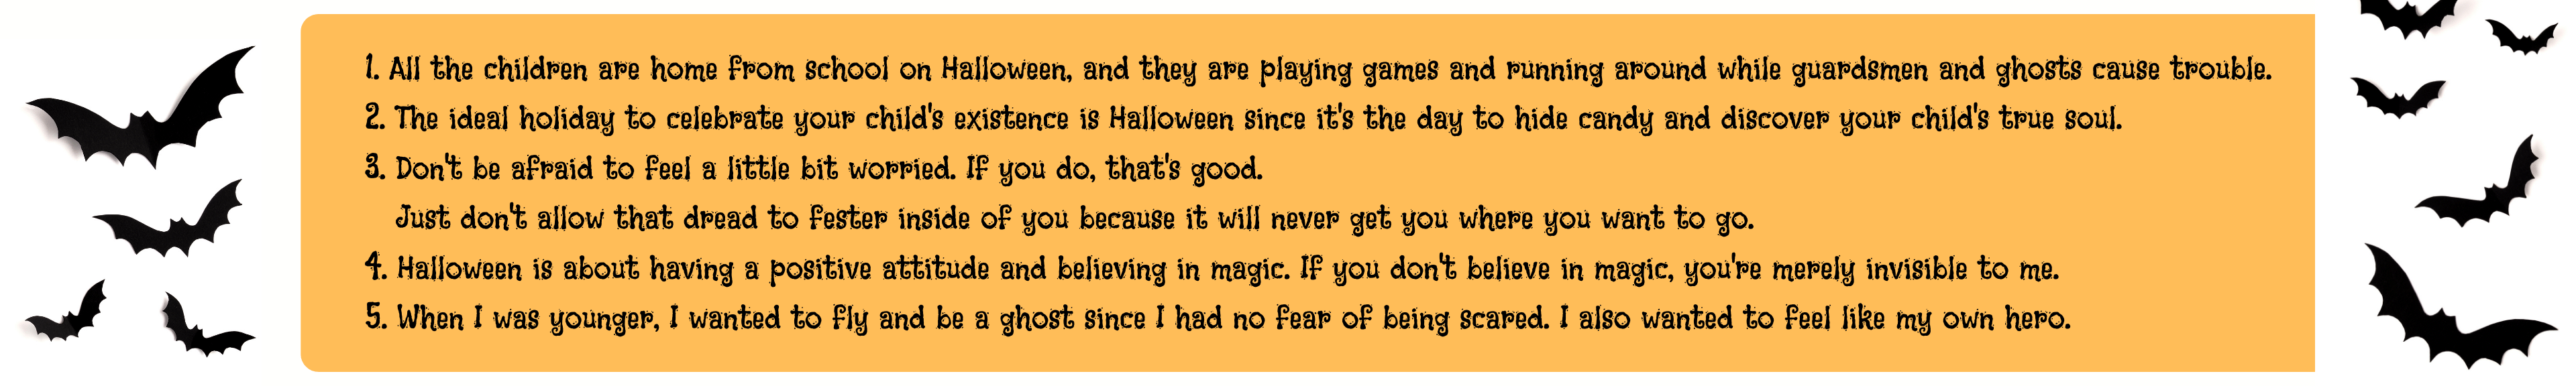 1. All the children are home from school on Halloween, and they are playing games and running around while guardsmen and ghosts cause trouble.
2. The ideal holiday to celebrate your child's existence is Halloween since it's the day to hide candy and discover your child's true soul.
3. Don't be afraid to feel a little bit worried. If you do, that's good.
Just don't allow that dread to fester inside of you because it will never get you where you want to go.
4. Halloween is about having a positive attitude and believing in magic. If you don't believe in magic, you're merely invisible to me.
5. When I was younger, I wanted to fly and be a ghost since I had no fear of being scared. I also wanted to feel like my own hero.